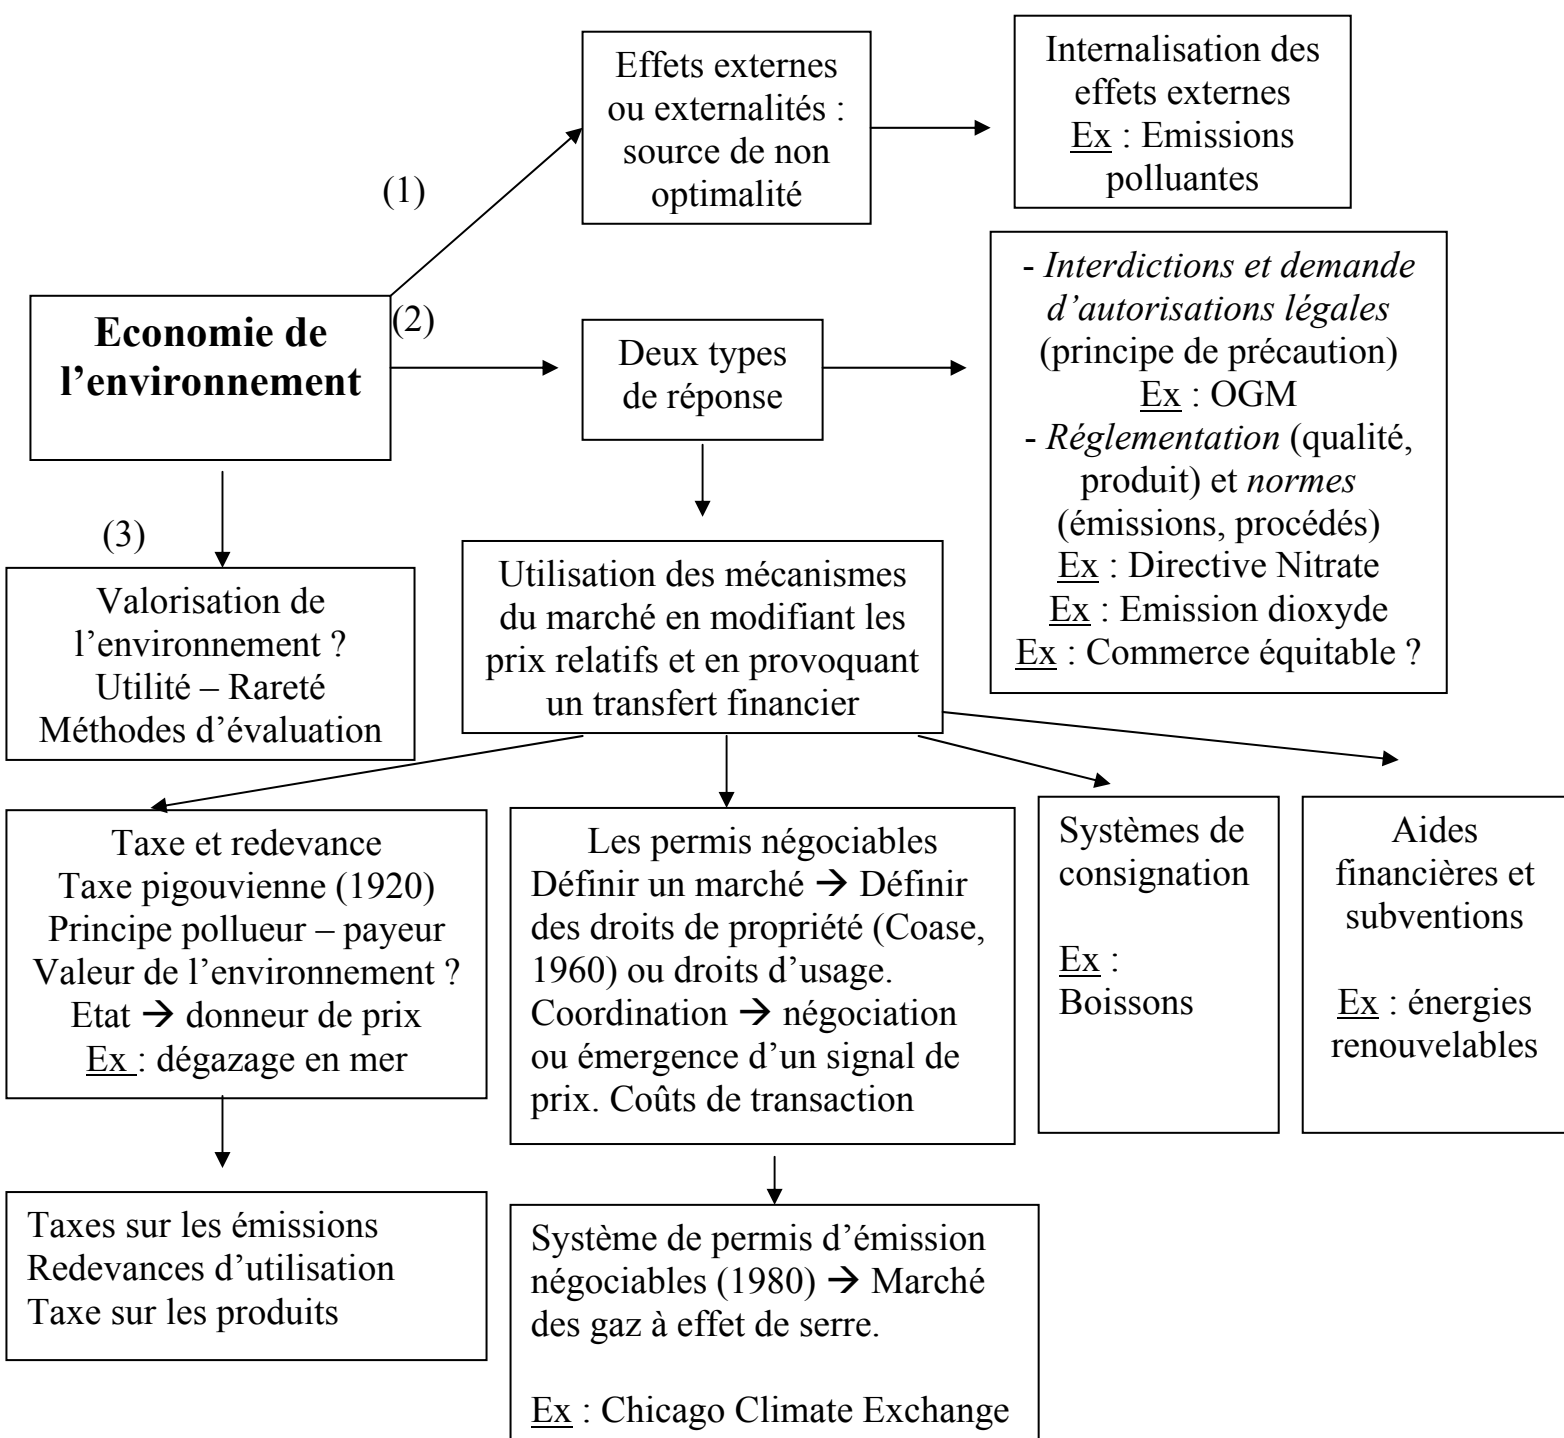 Effets externes
ou externalités :
source de non
optimalité
Internalisation des
effets externes
Ex : Emissions
polluantes
(1)
Economie de
l’environnement
(2)
Deux types
de réponse
- Interdictions et demande
d’autorisations légales
(principe de précaution)
Ex : OGM
- Réglementation (qualité,
produit) et normes
(émissions, procédés)
Ex : Directive Nitrate
Ex : Emission dioxyde
Ex : Commerce équitable ?
(3)
Valorisation de
l’environnement ?
Utilité – Rareté
Méthodes d’évaluation
Utilisation des mécanismes
du marché en modifiant les
prix relatifs et en provoquant
un transfert financier
Taxe et redevance
Taxe pigouvienne (1920)
Principe pollueur – payeur
Valeur de l’environnement ?
Etat → donneur de prix
Ex : dégazage en mer
Les permis négociables
Définir un marché → Définir
des droits de propriété (Coase,
1960) ou droits d’usage.
Coordination → négociation
ou émergence d’un signal de
prix. Coûts de transaction
Systèmes de
consignation
Ex :
Boissons
Aides
financières et
subventions
Ex : énergies
renouvelables
Taxes sur les émissions
Redevances d’utilisation
Taxe sur les produits
Système de permis d’émission
négociables (1980) → Marché
des gaz à effet de serre.
Ex : Chicago Climate Exchange